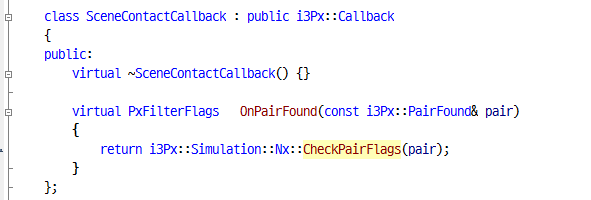 class SceneContactCallback : public i3Px::Callback
{
public:
    virtual ~SceneContactCallback() {}
    virtual PxFilterFlags   OnPairFound(const i3Px::PairFound& pair)
    {
        return i3Px::Simulation::Nx::CheckPairFlags(pair);
    }
};